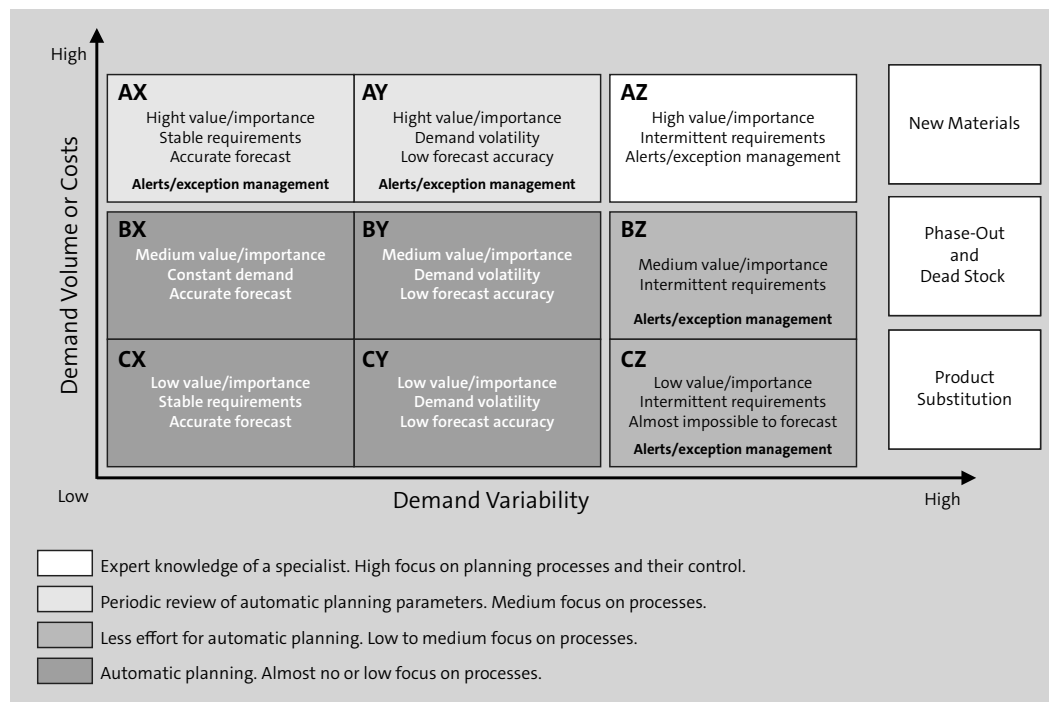 High
Demand Volume or Costs
AX
Hight value/importance
Stable requirements
Accurate forecast
Alerts/exception management
AY
Hight value/importance
Demand volatility
Low forecast accuracy
Alerts/exception management
AZ
High value/importance
Intermittent requirements
Alerts/exception management
New Materials
BX
Medium value/importance
Constant demand
Accurate forecast
BY
Medium value/importance
Demand volatility
Low forecast accuracy
BZ
Medium value/importance
Intermittent requirements
Alerts/exception management
Phase-Out
and
Dead Stock
CX
Low value/importance
Stable requirements
Accurate forecast
CY
Low value/importance
Demand volatility
Low forecast accuracy
CZ
Low value/importance
Intermittent requirements
Almost impossible to forecast
Alerts/exception management
Product
Substitution
Low
Demand Variability
High
Expert knowledge of a specialist. High focus on planning processes and their control.
Periodic review of automatic planning parameters. Medium focus on processes.
Less effort for automatic planning. Low to medium focus on processes.
Automatic planning. Almost no or low focus on processes.